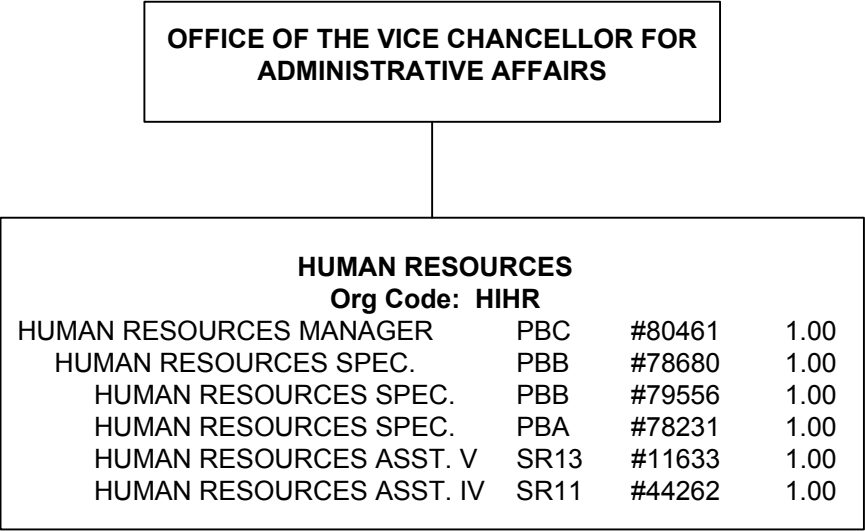 OFFICE OF THE VICE CHANCELLOR FOR
ADMINISTRATIVE AFFAIRS
HUMAN RESOURCES
Org Code: HIHR
HUMAN RESOURCES MANAGER PBC #80461 1.00
HUMAN RESOURCES SPEC. PBB #78680 1.00
HUMAN RESOURCES SPEC. PBB #79556 1.00
HUMAN RESOURCES SPEC. PBA #78231 1.00
HUMAN RESOURCES ASST. V SR13 #11633 1.00
HUMAN RESOURCES ASST. IV SR11 #44262 1.00